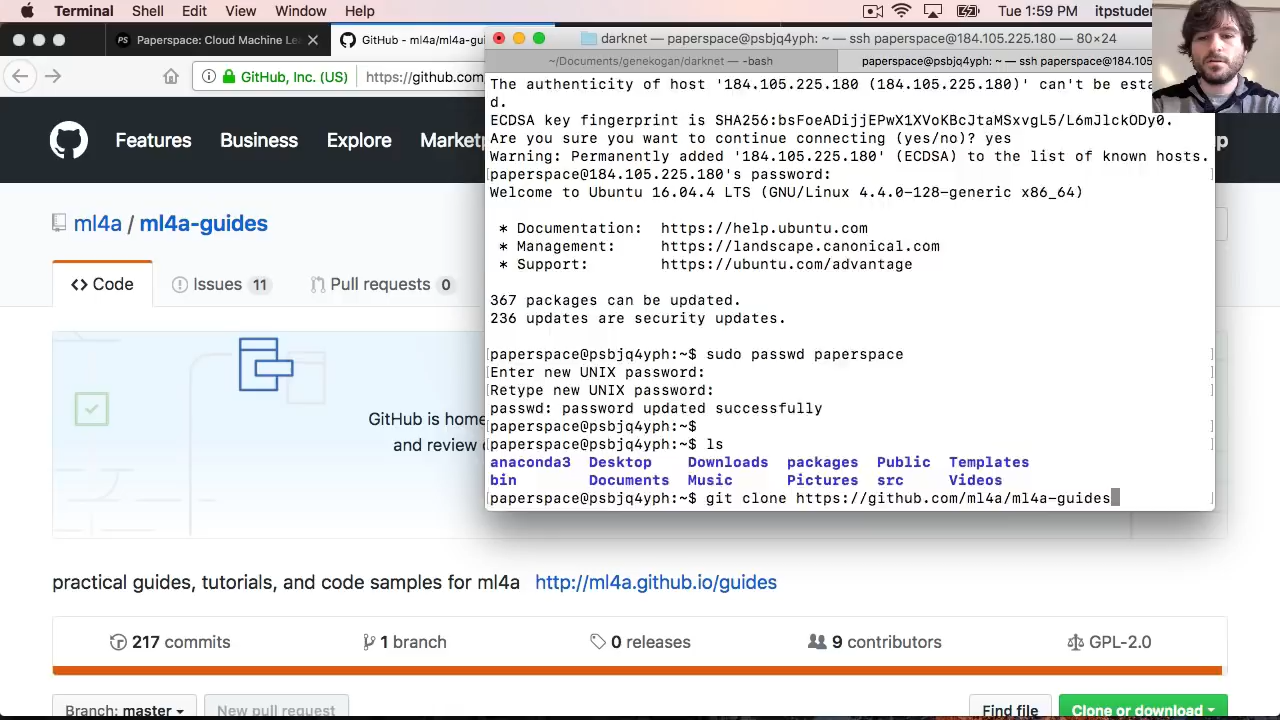 Terminal Shell Edit View Window Help Tue 1:59 PM itpstuder
PS Paperspace: Cloud Machine Le
GitHub - ml4a/ml4a-gui
darknet — paperspace@psbjq4yph: ~ — ssh paperspace@184.105.225.180 — 80×24
~/Documents/genekogan/darknet — -bash
paperspace@psbjq4yph: ~ — ssh paperspace@184.105
GitHub, Inc. (US) https://github.com
Features Business Explore Market
ml4a / ml4a-guides
Code Issues 11 Pull requests 0
GitHub is home
and review
The authenticity of host '184.105.225.180 (184.105.225.180)' can't be esta
d.
ECDSA key fingerprint is SHA256:bsFoeADijjEPwX1XVoKBcJtaMSxvgL5/L6mJlckODy0.
Are you sure you want to continue connecting (yes/no)? yes
Warning: Permanently added '184.105.225.180' (ECDSA) to the list of known hosts.
[paperspace@184.105.225.180's password: ]
Welcome to Ubuntu 16.04.4 LTS (GNU/Linux 4.4.0-128-generic x86_64)
* Documentation: https://help.ubuntu.com
* Management: https://landscape.canonical.com
* Support: https://ubuntu.com/advantage
367 packages can be updated.
236 updates are security updates.
[paperspace@psbjq4yph:~$ sudo passwd paperspace ]
[Enter new UNIX password: ]
[Retype new UNIX password: ]
passwd: password updated successfully
[paperspace@psbjq4yph:~$ ]
[paperspace@psbjq4yph:~$ ls ]
anaconda3 Desktop Downloads packages Public Templates
bin Documents Music Pictures src Videos
[paperspace@psbjq4yph:~$ git clone https://github.com/ml4a/ml4a-guides ]
practical guides, tutorials, and code samples for ml4a http://ml4a.github.io/guides
217 commits 1 branch 0 releases 9 contributors GPL-2.0
Branch: master New pull request Find file Clone or download